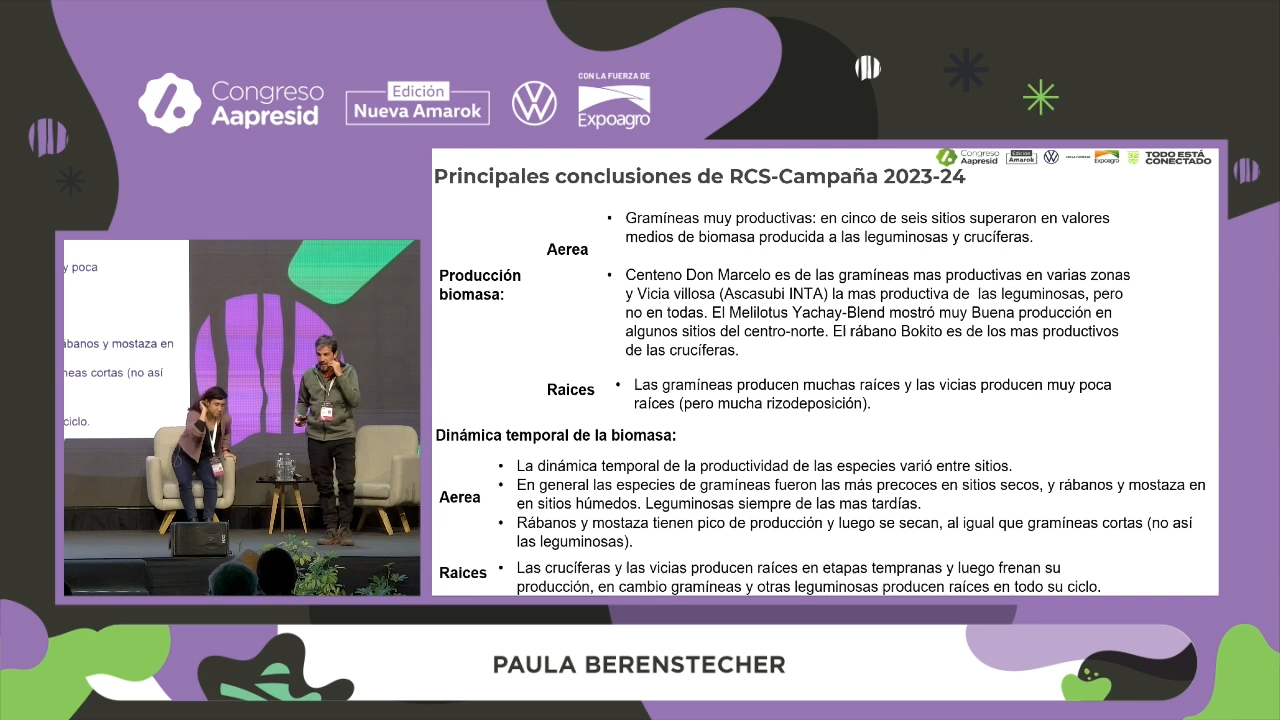 Congreso
Aapresid
Edición
Nueva Amarok
CON LA FUERZA DE
Expoagro
Congreso
Aapresid
Edición
Amarok
Expoagro
TODO ESTÁ
CONECTADO
Principales conclusiones de RCS-Campaña 2023-24
Producción
biomasa:
Aerea
• Gramíneas muy productivas: en cinco de seis sitios superaron en valores
medios de biomasa producida a las leguminosas y crucíferas.
• Centeno Don Marcelo es de las gramíneas mas productivas en varias zonas
y Vicia villosa (Ascasubi INTA) la mas productiva de las leguminosas, pero
no en todas. El Melilotus Yachay-Blend mostró muy Buena producción en
algunos sitios del centro-norte. El rábano Bokito es de los mas productivos
de las crucíferas.
Raices
• Las gramíneas producen muchas raíces y las vicias producen muy poca
raíces (pero mucha rizodeposición).
Dinámica temporal de la biomasa:
Aerea
• La dinámica temporal de la productividad de las especies varió entre sitios.
• En general las especies de gramíneas fueron las más precoces en sitios secos, y rábanos y mostaza en
en sitios húmedos. Leguminosas siempre de las mas tardías.
• Rábanos y mostaza tienen pico de producción y luego se secan, al igual que gramíneas cortas (no así
las leguminosas).
Raices
• Las crucíferas y las vicias producen raíces en etapas tempranas y luego frenan su
producción, en cambio gramíneas y otras leguminosas producen raíces en todo su ciclo.
y poca
ábanos y mostaza en
neas cortas (no así
ciclo.
PAULA BERENSTECHER